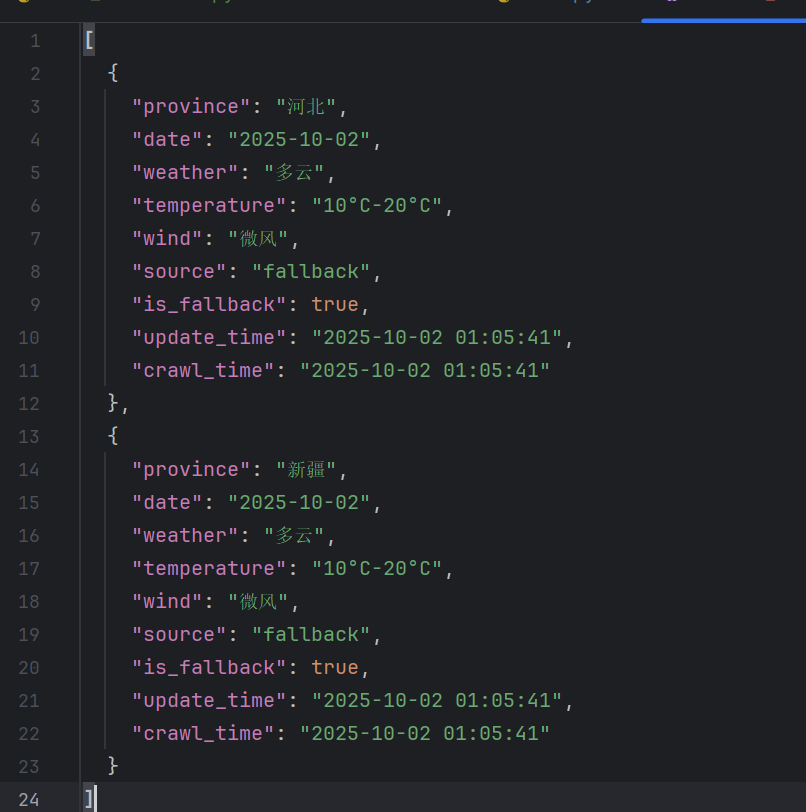 1 [
2 {
3 "province": "河北",
4 "date": "2025-10-02",
5 "weather": "多云",
6 "temperature": "10°C-20°C",
7 "wind": "微风",
8 "source": "fallback",
9 "is_fallback": true,
10 "update_time": "2025-10-02 01:05:41",
11 "crawl_time": "2025-10-02 01:05:41"
12 },
13 {
14 "province": "新疆",
15 "date": "2025-10-02",
16 "weather": "多云",
17 "temperature": "10°C-20°C",
18 "wind": "微风",
19 "source": "fallback",
20 "is_fallback": true,
21 "update_time": "2025-10-02 01:05:41",
22 "crawl_time": "2025-10-02 01:05:41"
23 }
24 ]